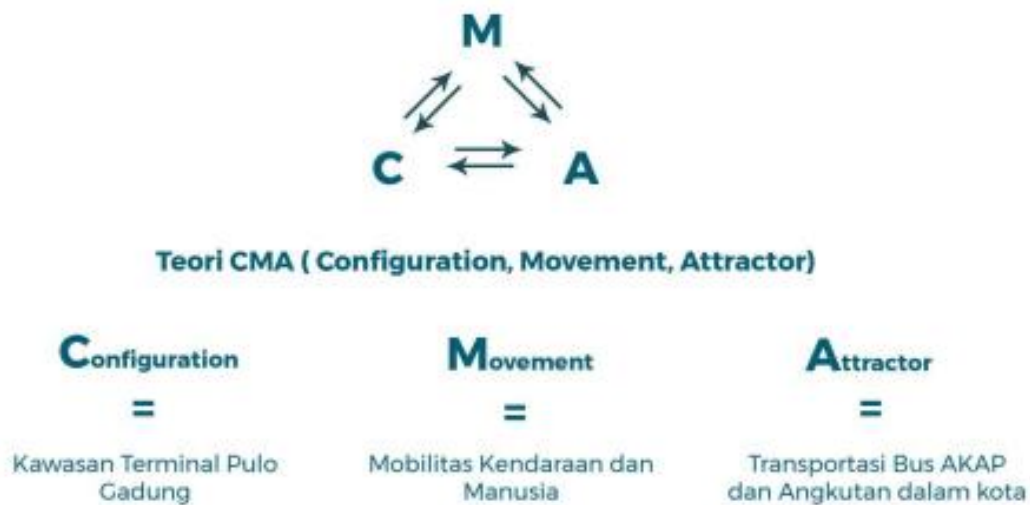 M
C
A
Teori CMA ( Configuration, Movement, Attractor)
Configuration
Movement
Attractor
=
=
=
Kawasan Terminal Pulo
Gadung
Mobilitas Kendaraan dan
Manusia
Transportasi Bus AKAP
dan Angkutan dalam kota